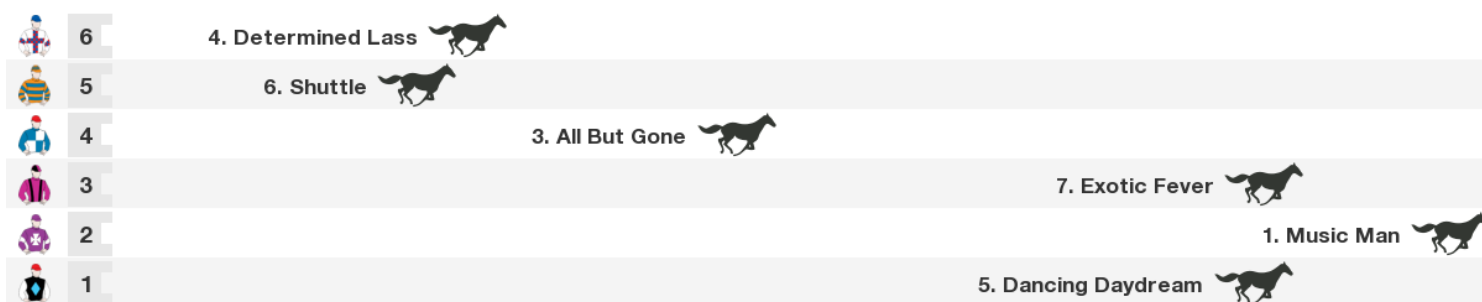 6 4. Determined Lass
5 6. Shuttle
4 3. All But Gone
3 7. Exotic Fever
2 1. Music Man
1 5. Dancing Daydream